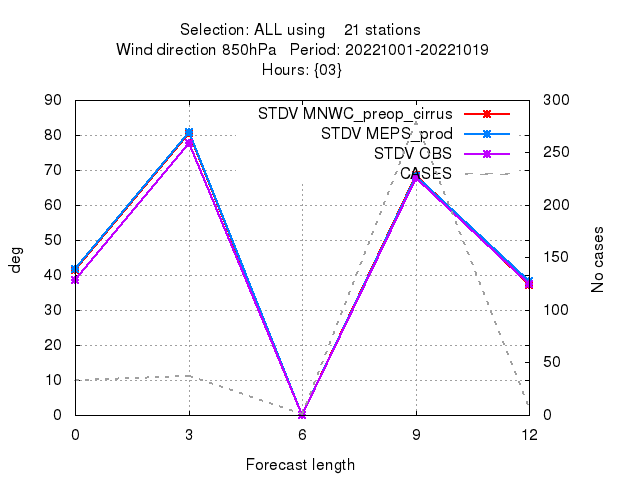 Selection: ALL using    21 stations
Wind direction 850hPa   Period: 20221001-20221019
Hours: {03}
STDV MNWC_preop_cirrus
STDV MEPS_prod
STDV OBS
CASES
90
80
70
60
50
40
30
20
10
0
deg
300
250
200
150
100
50
0
No cases
0 3 6 9 12
Forecast length